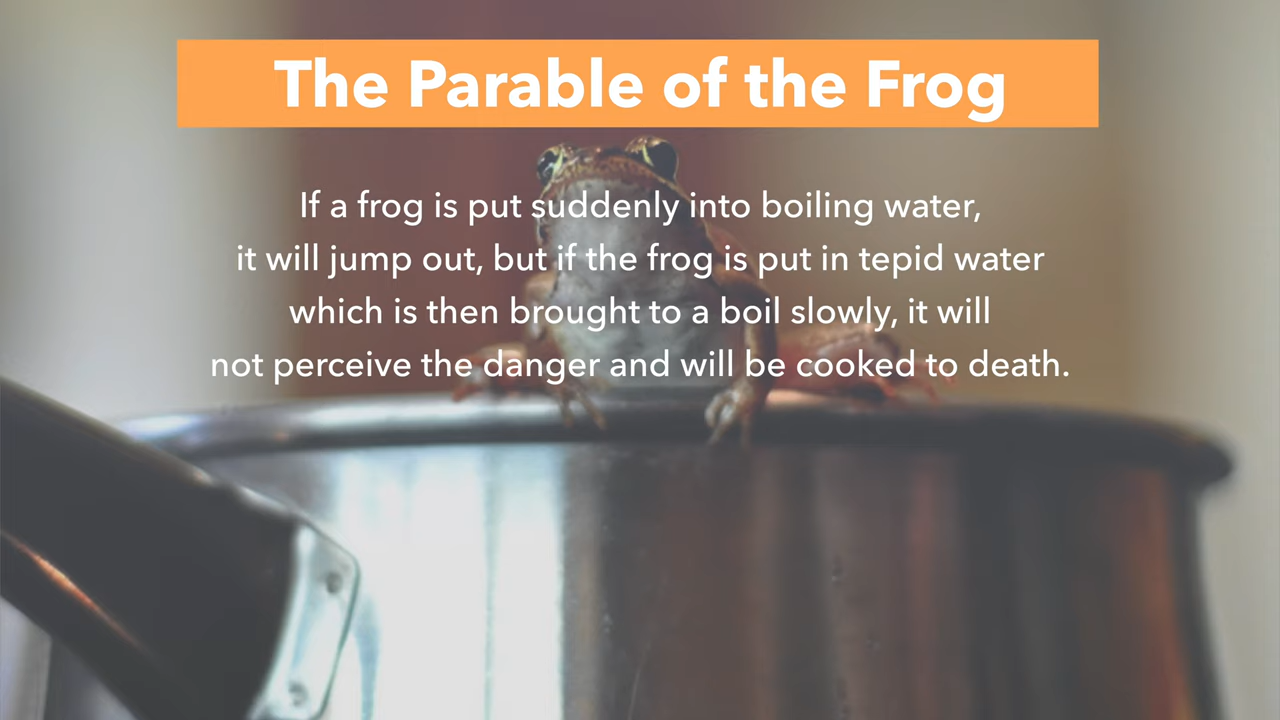 The Parable of the Frog
If a frog is put suddenly into boiling water,
it will jump out, but if the frog is put in tepid water
which is then brought to a boil slowly, it will
not perceive the danger and will be cooked to death.